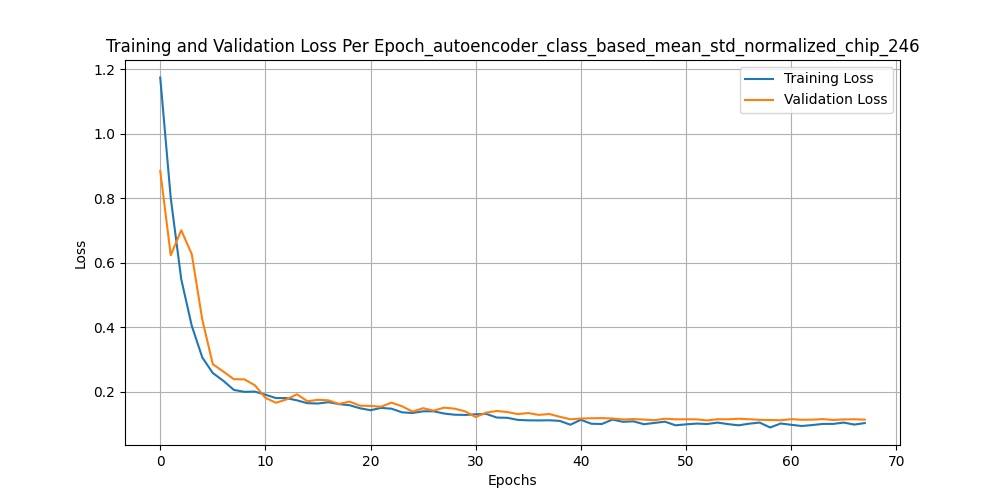 Training and Validation Loss Per Epoch_autoencoder_class_based_mean_std_normalized_chip_246
Training Loss
Validation Loss
1.2
1.0
0.8
0.6
0.4
0.2
Loss
0 10 20 30 40 50 60 70
Epochs